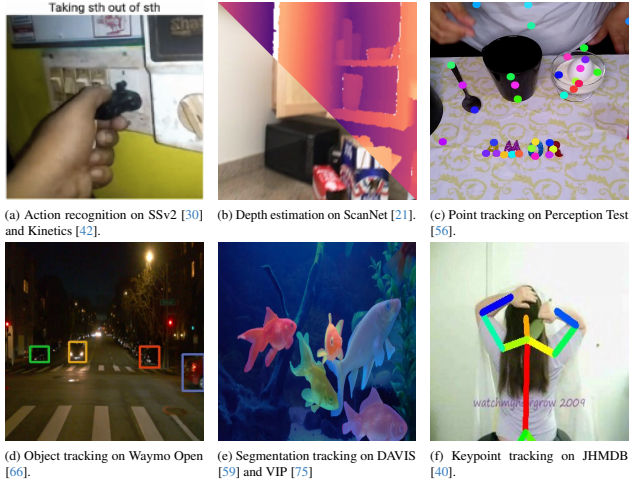 Taking sth out of sth
(a) Action recognition on SSv2 [30]
and Kinetics [42].
(b) Depth estimation on ScanNet [21].
(c) Point tracking on Perception Test
[56].
(d) Object tracking on Waymo Open
[66].
(e) Segmentation tracking on DAVIS
[59] and VIP [75]
watchmyhairgrow 2009
(f) Keypoint tracking on JHMDB
[40].